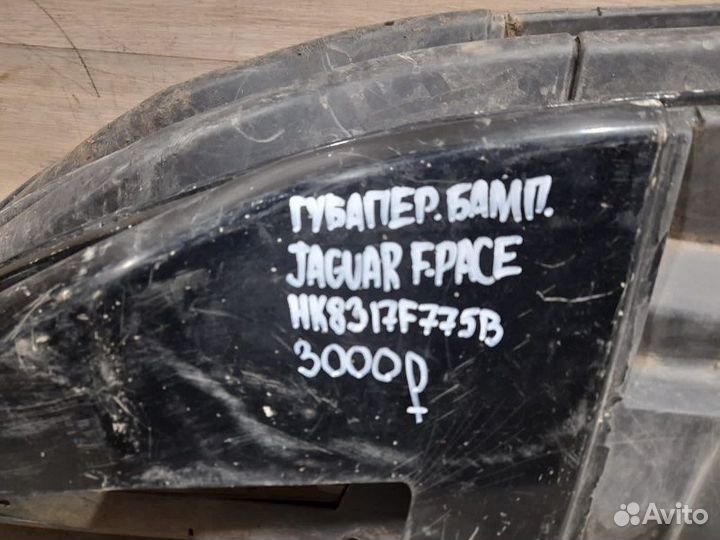 ГУБА ПЕР. БАМП.
JAGUAR F.PACE
HK8317F775B
3000₽
Avito